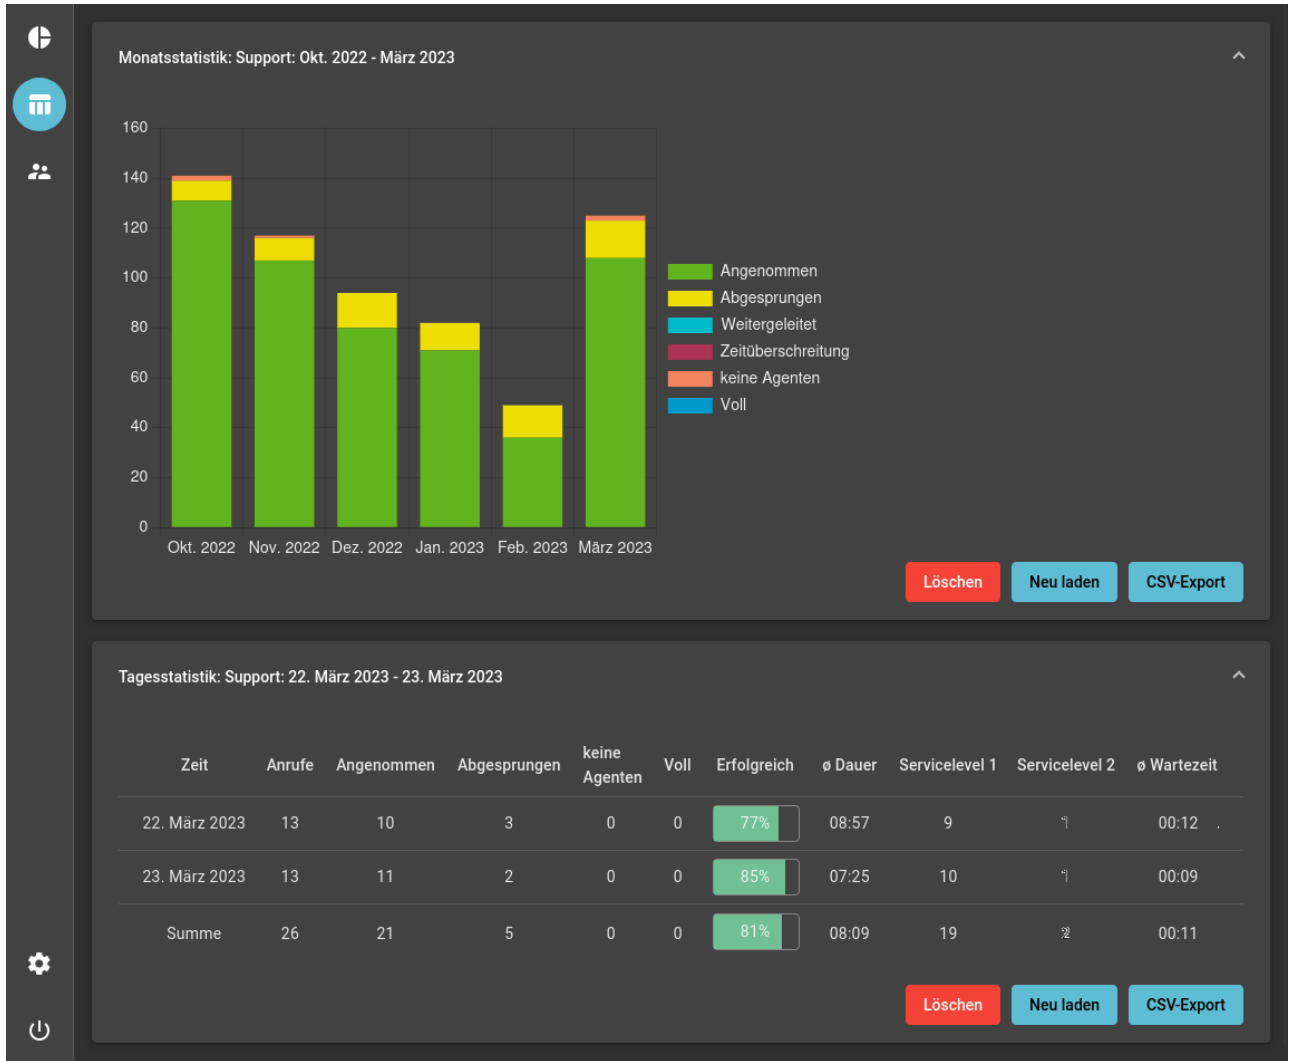 Monatsstatistik: Support: Okt. 2022 - März 2023
160
140
120
100
80
60
40
20
0
Okt. 2022 Nov. 2022 Dez. 2022 Jan. 2023 Feb. 2023 März 2023
Angenommen
Abgesprungen
Weitergeleitet
Zeitüberschreitung
keine Agenten
Voll
Löschen Neu laden CSV-Export
Tagesstatistik: Support: 22. März 2023 - 23. März 2023
Zeit Anrufe Angenommen Abgesprungen keine Agenten Voll Erfolgreich ø Dauer Servicelevel 1 Servicelevel 2 ø Wartezeit
22. März 2023 13 10 3 0 0 77% 08:57 9 1 00:12
23. März 2023 13 11 2 0 0 85% 07:25 10 1 00:09
Summe 26 21 5 0 0 81% 08:09 19 2 00:11
Löschen Neu laden CSV-Export